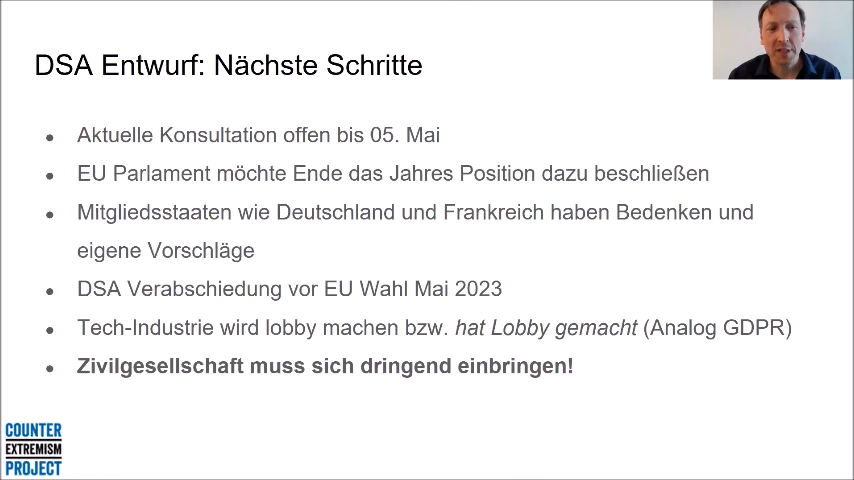 DSA Entwurf: Nächste Schritte
Aktuelle Konsultation offen bis 05. Mai
EU Parlament möchte Ende das Jahres Position dazu beschließen
Mitgliedsstaaten wie Deutschland und Frankreich haben Bedenken und
eigene Vorschläge
DSA Verabschiedung vor EU Wahl Mai 2023
Tech-Industrie wird lobby machen bzw. hat Lobby gemacht (Analog GDPR)
Zivilgesellschaft muss sich dringend einbringen!
COUNTER
EXTREMISM
PROJECT